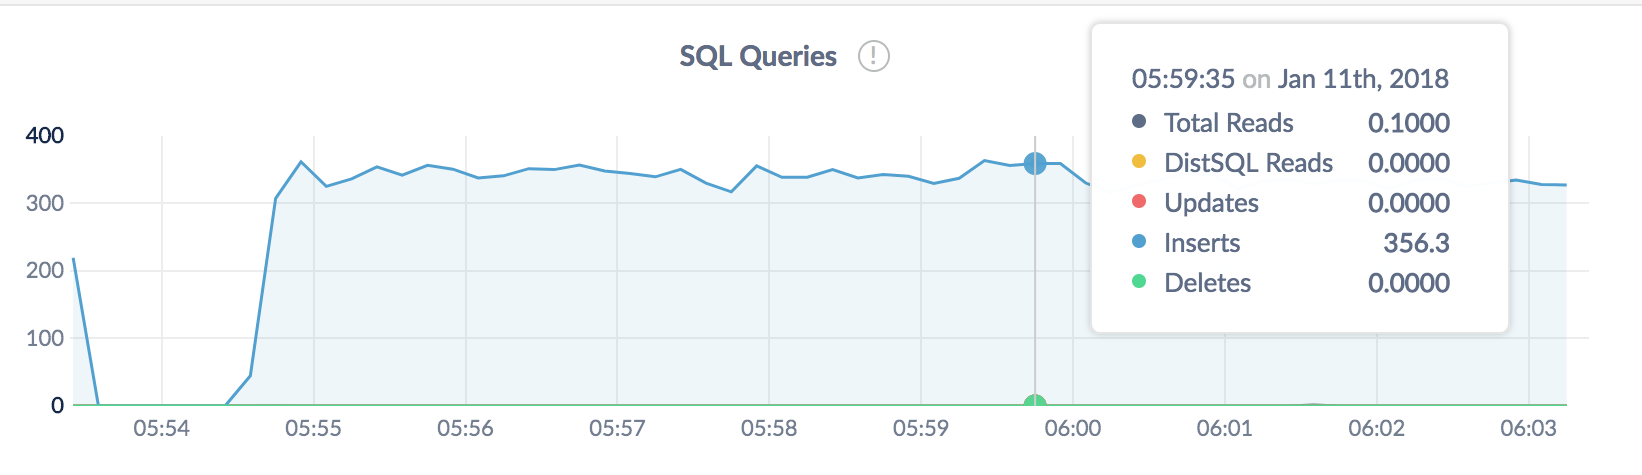 SQL Queries !
05:59:35 on Jan 11th, 2018
Total Reads 0.1000
DistSQL Reads 0.0000
Updates 0.0000
Inserts 356.3
Deletes 0.0000
400
300
200
100
0
05:54 05:55 05:56 05:57 05:58 05:59 06:00 06:01 06:02 06:03